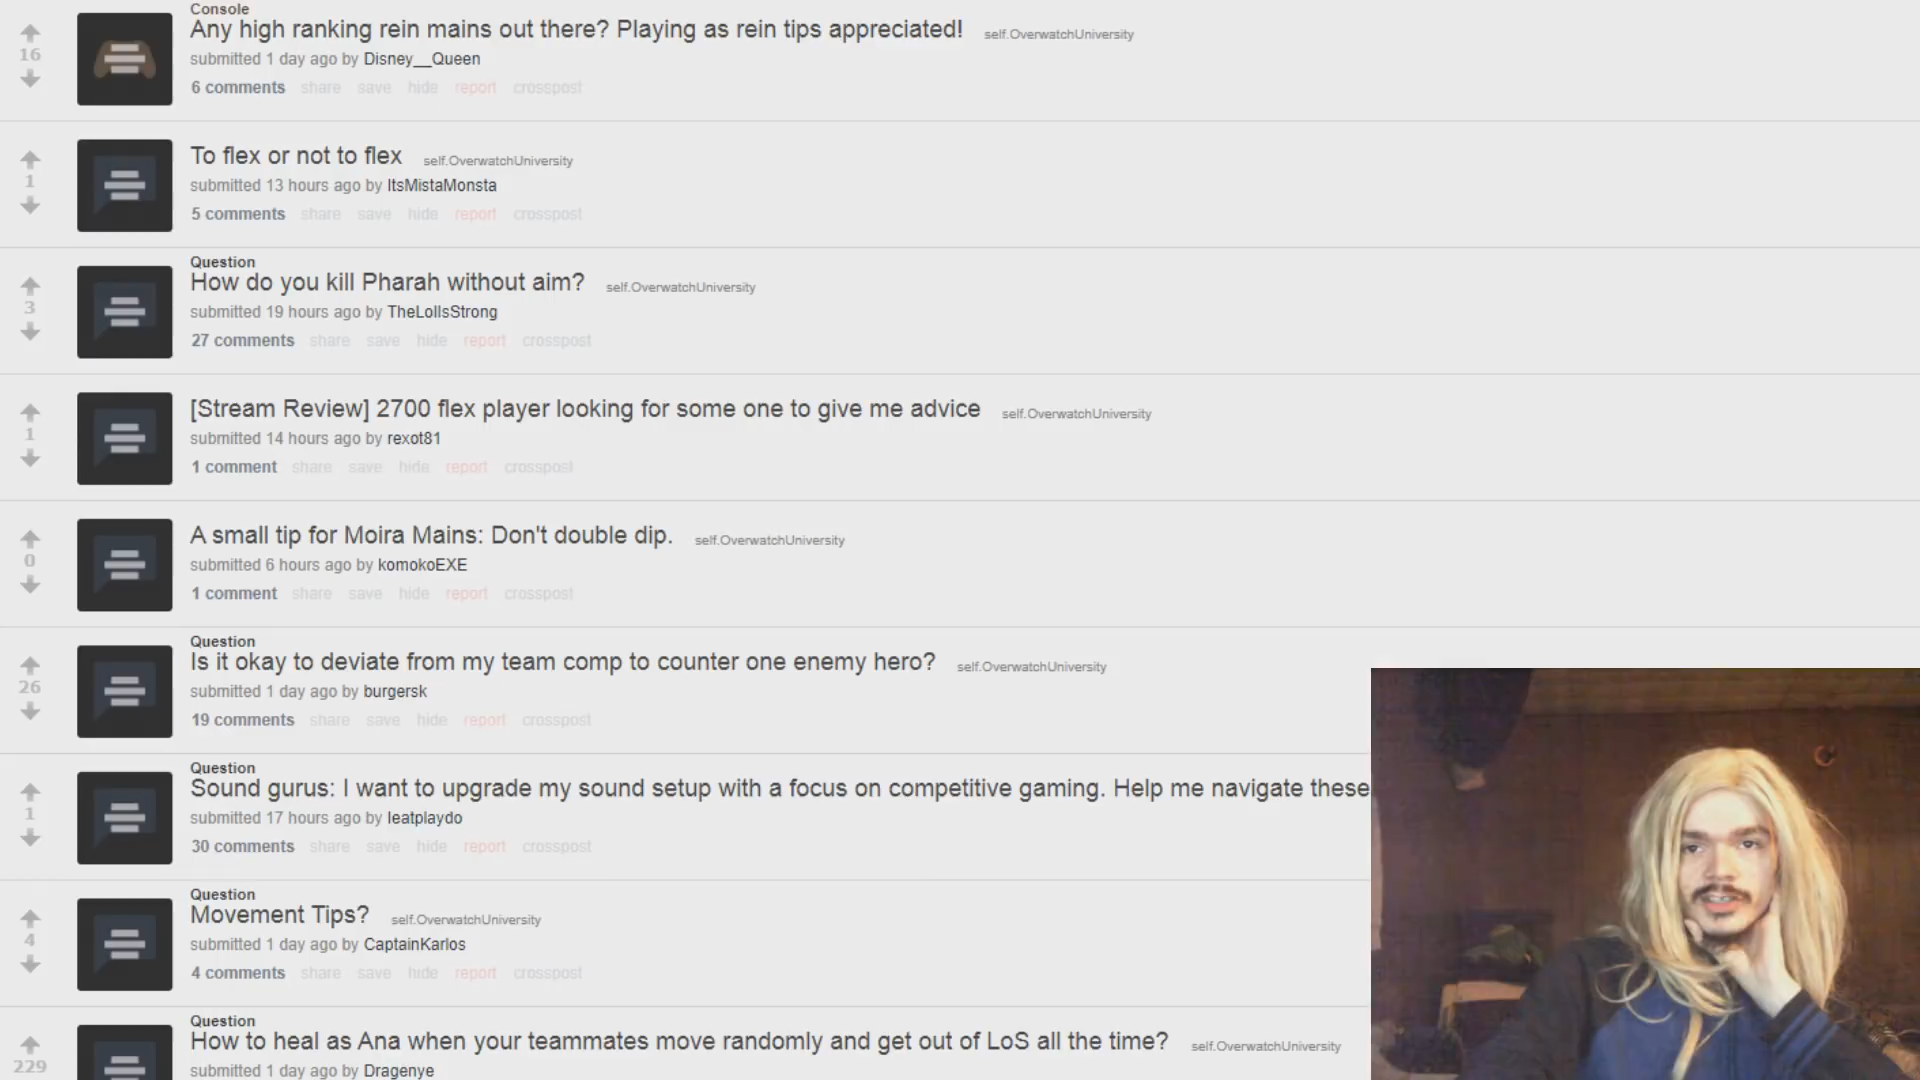 Console
Any high ranking rein mains out there? Playing as rein tips appreciated! self.OverwatchUniversity
16
submitted 1 day ago by Disney__Queen
6 comments share save hide report crosspost
To flex or not to flex self.OverwatchUniversity
1
submitted 13 hours ago by ItsMistaMonsta
5 comments share save hide report crosspost
Question
How do you kill Pharah without aim? self.OverwatchUniversity
3
submitted 19 hours ago by TheLolIsStrong
27 comments share save hide report crosspost
[Stream Review] 2700 flex player looking for some one to give me advice self.OverwatchUniversity
1
submitted 14 hours ago by rexot81
1 comment share save hide report crosspost
A small tip for Moira Mains: Don't double dip. self.OverwatchUniversity
0
submitted 6 hours ago by komokoEXE
1 comment share save hide report crosspost
Question
Is it okay to deviate from my team comp to counter one enemy hero? self.OverwatchUniversity
26
submitted 1 day ago by burgersk
19 comments share save hide report crosspost
Question
Sound gurus: I want to upgrade my sound setup with a focus on competitive gaming. Help me navigate these
1
submitted 17 hours ago by leatplaydo
30 comments share save hide report crosspost
Question
Movement Tips? self.OverwatchUniversity
4
submitted 1 day ago by CaptainKarlos
4 comments share save hide report crosspost
Question
How to heal as Ana when your teammates move randomly and get out of LoS all the time? self.OverwatchUniversity
229
submitted 1 day ago by Dragenye